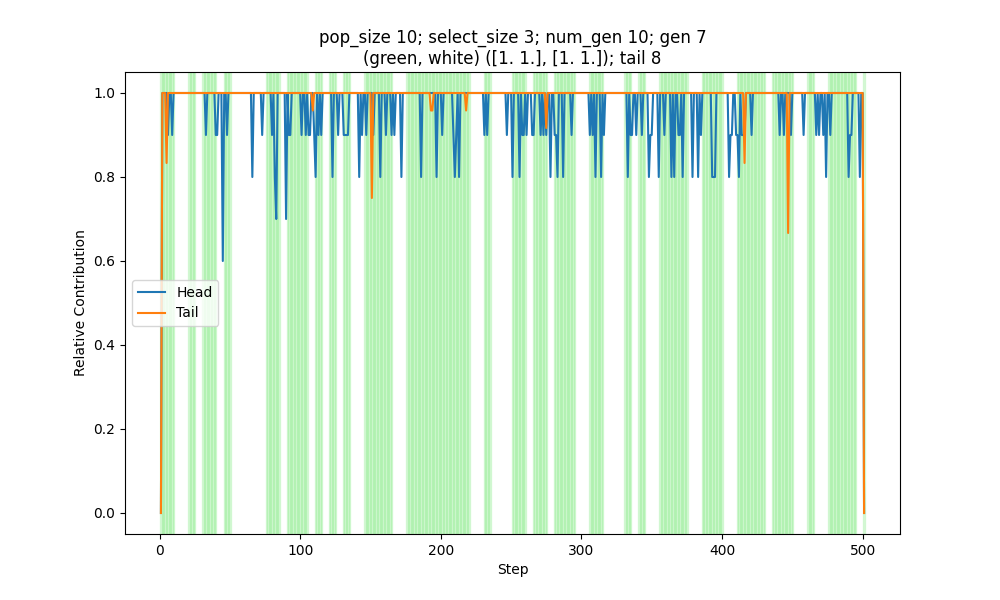 pop_size 10; select_size 3; num_gen 10; gen 7
(green, white) ([1. 1.], [1. 1.]); tail 8
Relative Contribution
1.0
0.8
0.6
0.4
0.2
0.0
Head
Tail
0
100
200
300
400
500
Step